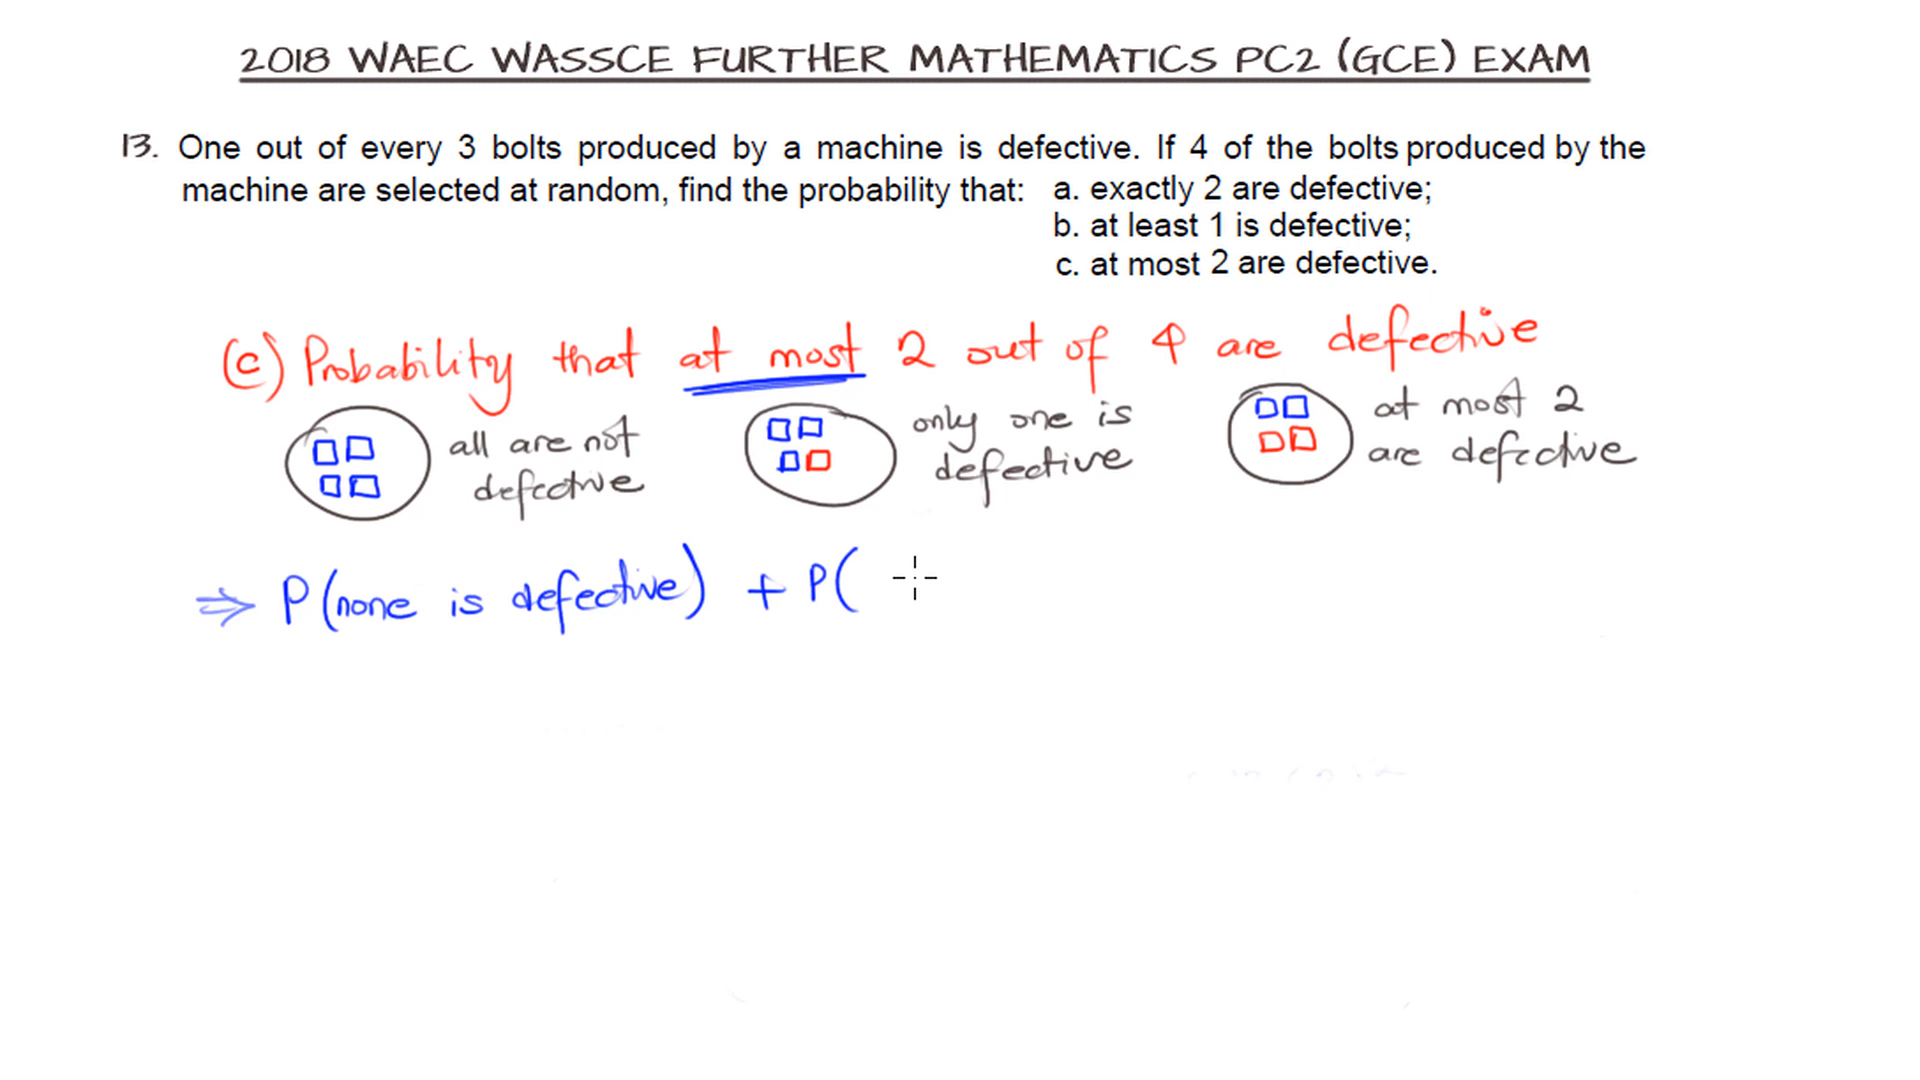 2018 WAEC WASSCE FURTHER MATHEMATICS PC2 (GCE) EXAM
13. One out of every 3 bolts produced by a machine is defective. If 4 of the bolts produced by the
machine are selected at random, find the probability that: a. exactly 2 are defective;
b. at least 1 is defective;
c. at most 2 are defective.
(c) Probability that at most 2 out of 4 are defective
all are not
defective
only one is
defective
at most 2
are defective
⇒ P(none is defective) + P(